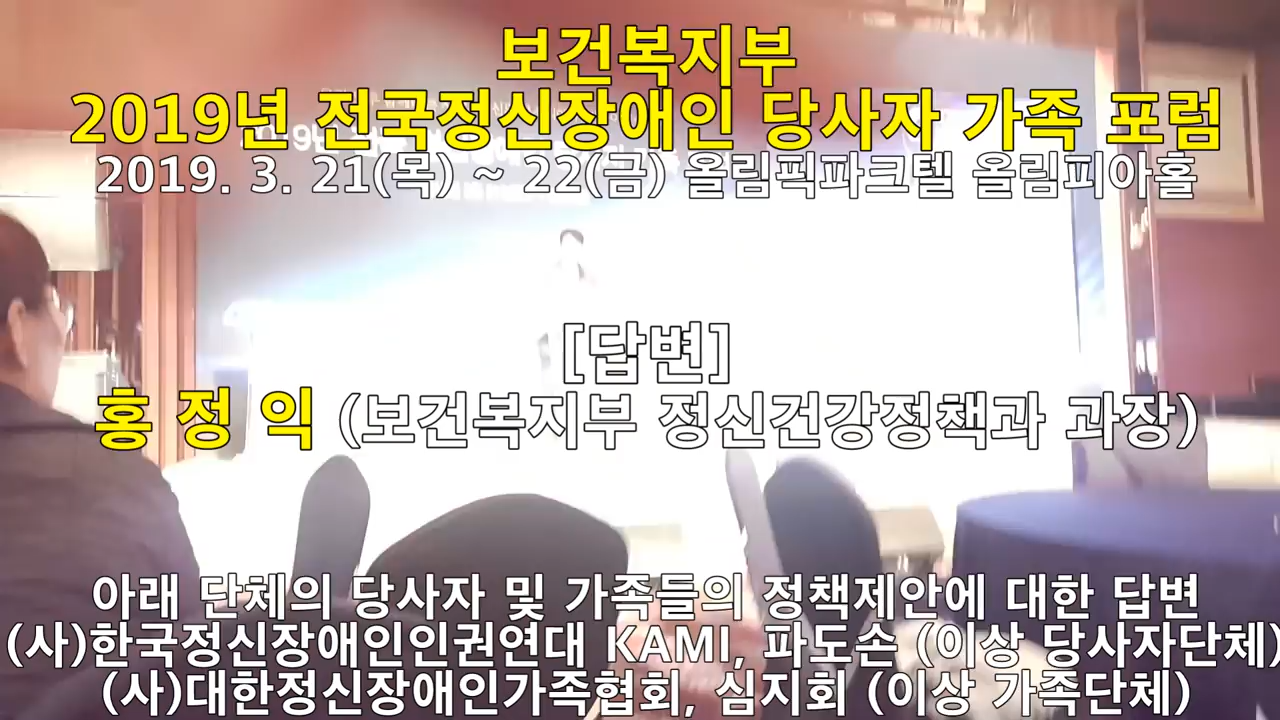 보건복지부
2019년 전국정신장애인 당사자 가족 포럼
2019. 3. 21(목) ~ 22(금) 올림픽파크텔 올림피아홀
[답변]
홍 정 익 (보건복지부 정신건강정책과 과장)
아래 단체의 당사자 및 가족들의 정책제안에 대한 답변
(사)한국정신장애인인권연대 KAMI, 파도손 (이상 당사자단체)
(사)대한정신장애인가족협회, 심지회 (이상 가족단체)